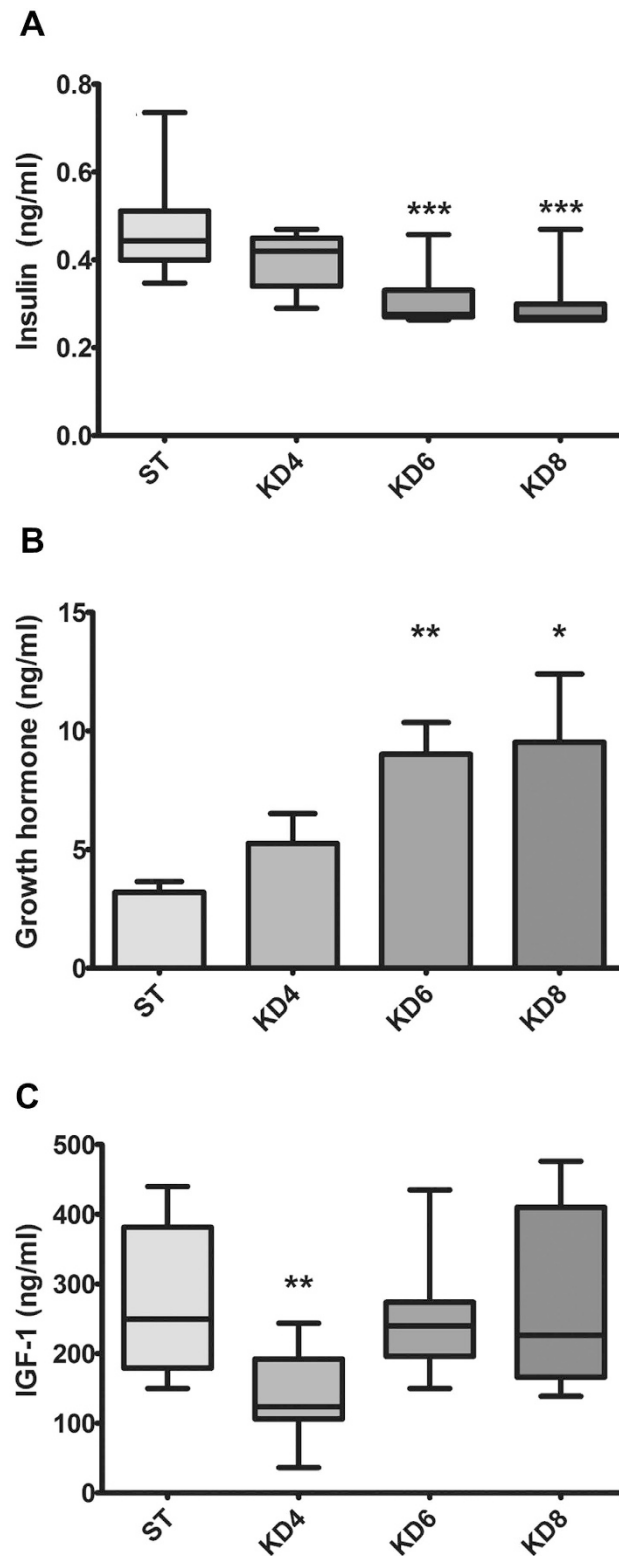 A
Insulin (ng/ml)
0.8
0.6
0.4
0.2
0.0
***
***
ST
KD4
KD6
KD8
B
Growth hormone (ng/ml)
15
10
5
0
**
*
ST
KD4
KD6
KD8
C
IGF-1 (ng/ml)
500
400
300
200
100
0
**
ST
KD4
KD6
KD8